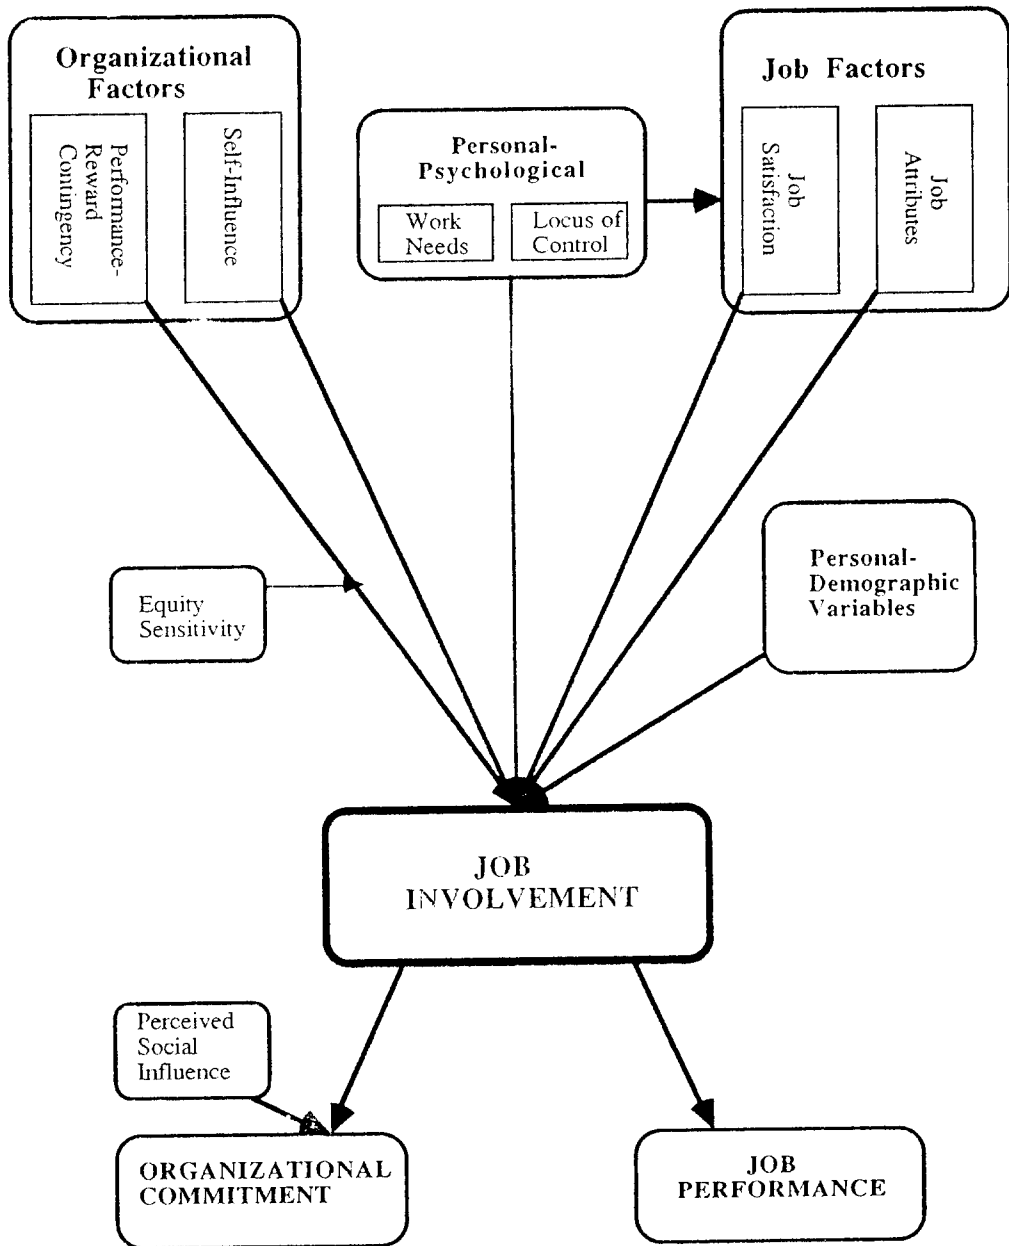 Organizational
Factors
Performance-
Reward
Contingency
Self-Influence
Personal-
Psychological
Work
Needs
Locus of
Control
Job Factors
Job
Satisfaction
Job
Attributes
Equity
Sensitivity
Personal-
Demographic
Variables
JOB
INVOLVEMENT
Perceived
Social
Influence
ORGANIZATIONAL
COMMITMENT
JOB
PERFORMANCE